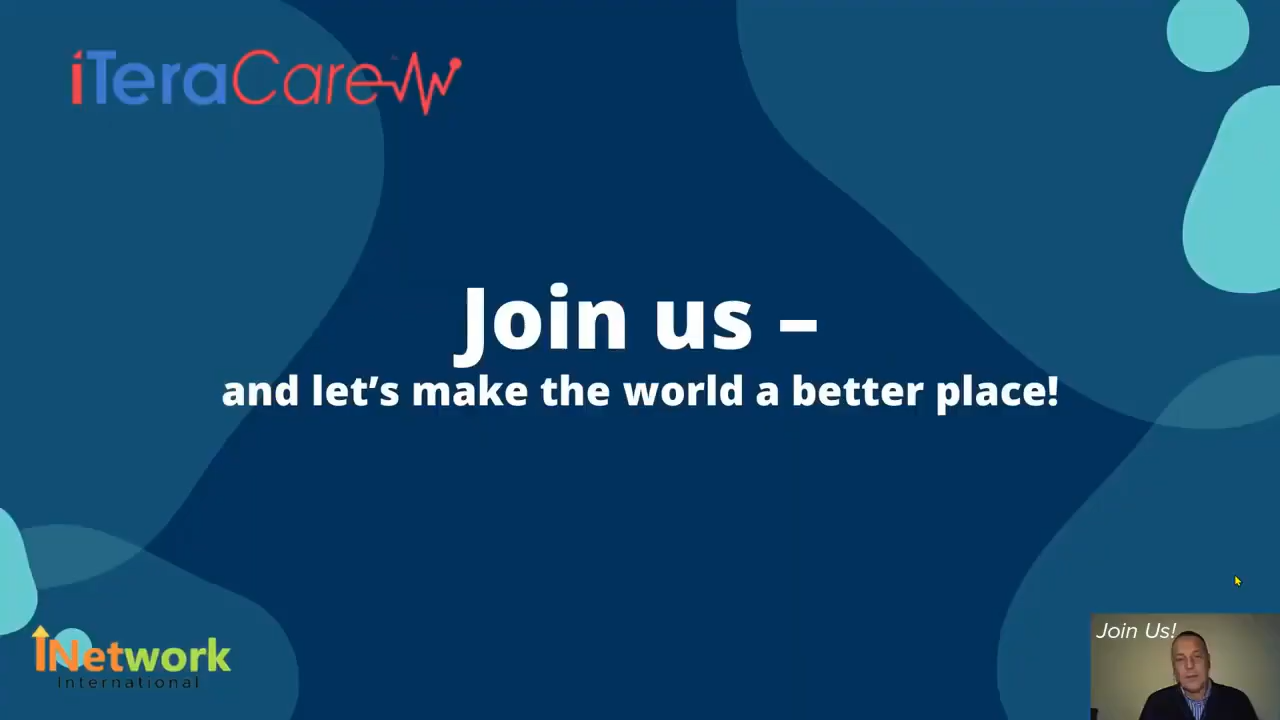 iTeraCare
Join us –
and let’s make the world a better place!
Join Us!
iNetwork
International